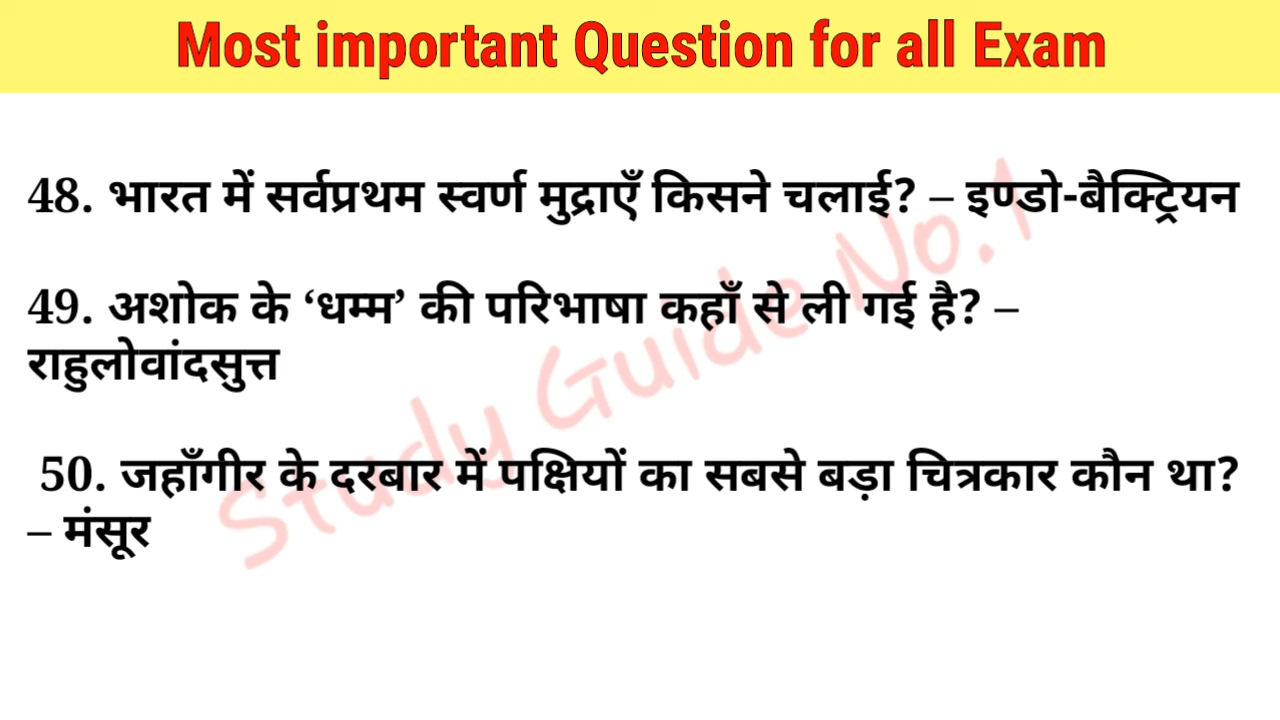 Most important Question for all Exam
48. भारत में सर्वप्रथम स्वर्ण मुद्राएँ किसने चलाई? – इण्डो-बैक्ट्रियन
49. अशोक के ‘धम्म’ की परिभाषा कहाँ से ली गई है? –
राहुलोवांदसुत्त
50. जहाँगीर के दरबार में पक्षियों का सबसे बड़ा चित्रकार कौन था?
– मंसूर
Study Guide No.1